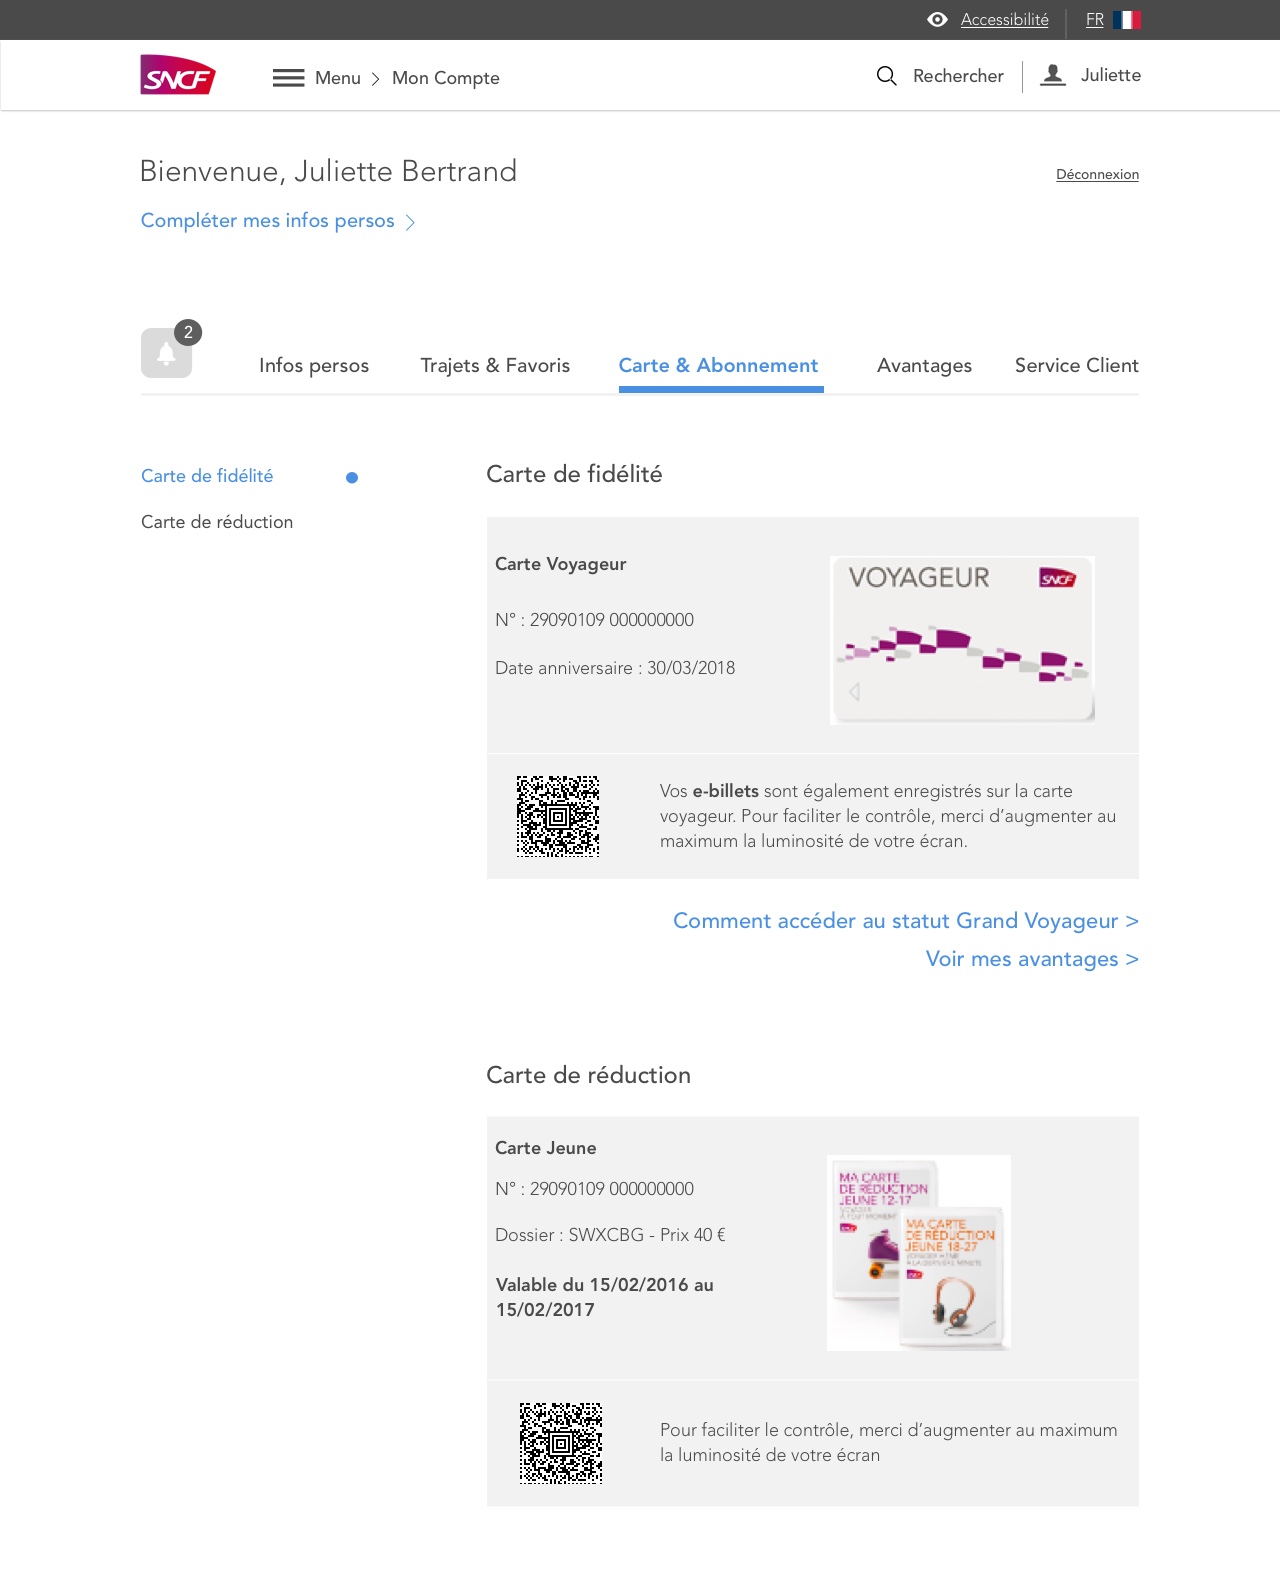 Accessibilité
FR
SNCF
Menu
Mon Compte
Rechercher
Juliette
Bienvenue, Juliette Bertrand
Déconnexion
Compléter mes infos persos
2
Infos persos
Trajets & Favoris
Carte & Abonnement
Avantages
Service Client
Carte de fidélité
Carte de réduction
Carte de fidélité
Carte Voyageur
N° : 29090109 000000000
Date anniversaire : 30/03/2018
VOYAGEUR
SNCF
Vos e-billets sont également enregistrés sur la carte
voyageur. Pour faciliter le contrôle, merci d’augmenter au
maximum la luminosité de votre écran.
Comment accéder au statut Grand Voyageur >
Voir mes avantages >
Carte de réduction
Carte Jeune
N° : 29090109 000000000
Dossier : SWXCBG - Prix 40 €
Valable du 15/02/2016 au
15/02/2017
MA CARTE
DE RÉDUCTION
JEUNE 12-17
VOYAGER
À TOUT MOMENT
MA CARTE
DE RÉDUCTION
JEUNE 18-27
À LA DERNIÈRE MINUTE
Pour faciliter le contrôle, merci d’augmenter au maximum
la luminosité de votre écran